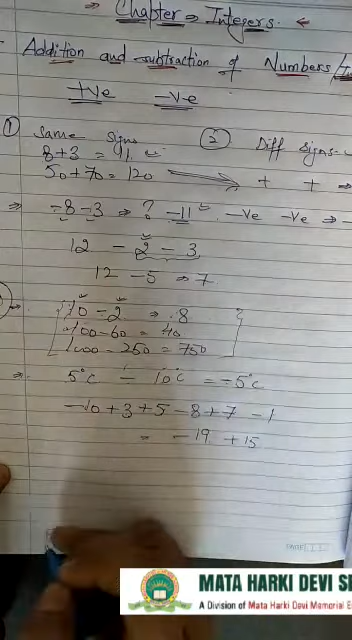 Chapter ⇒ Integers.
Addition and subtraction of Numbers/
+Ve -Ve
① Same Signs ② Diff signs
8+3 = 11
50+70 = 120 + + ⇒
⇒ -8-3 ⇒ ? -11 -Ve -Ve ⇒ -
12 - 2 - 3
12 - 5 ⇒ 7
10 - 2 ⇒ 8
100-60 = 40
1000-250 = 750
⇒ 5°C - 10°C = -5°C
-10+3+5-8+7-1
= -19 +15
MATA HARKI DEVI
A Division of Mata Harki Devi Memorial